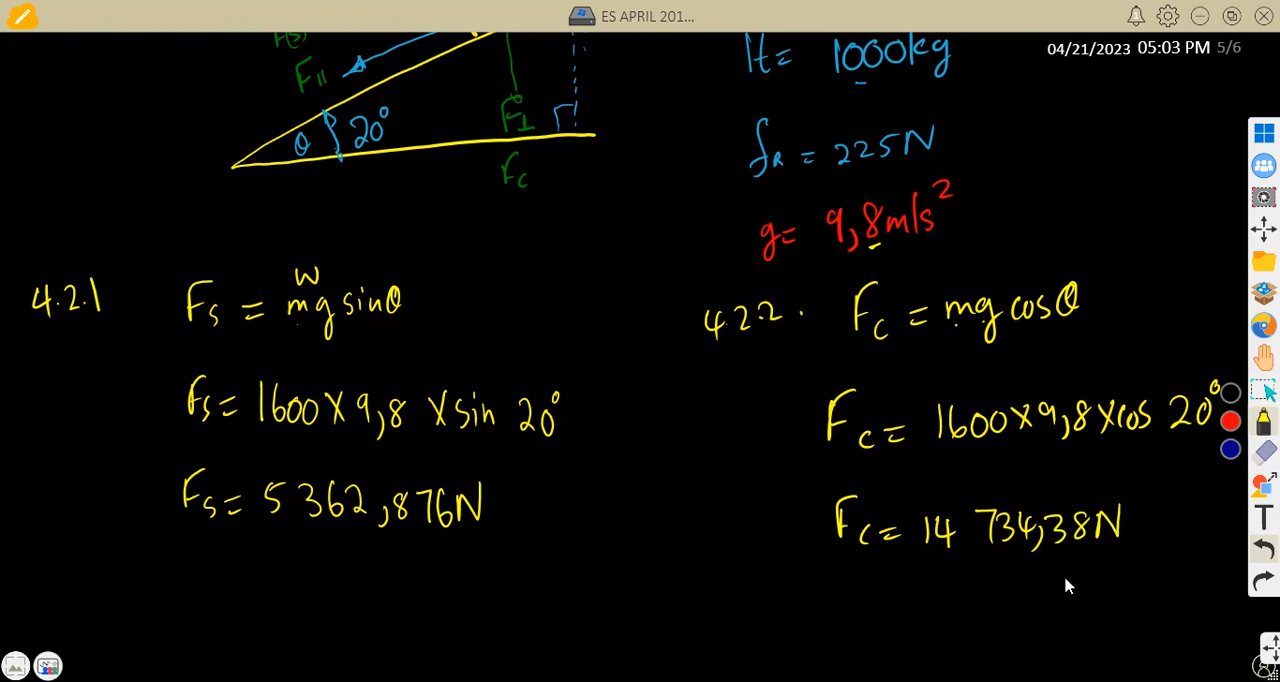 ES APRIL 201...
04/21/2023 05:03 PM 5/6
F||
θ 20°
F⊥
Fc
1t= 1000kg
fR = 225N
g= 9,8m/s²
4.2.1
W
Fs = mg sinθ
Fs= 1600×9,8 × sin 20°
Fs= 5 362,876N
4.2.2. Fc = mg cosθ
Fc = 1600×9,8×cos 20°
Fc= 14 734,38N
T